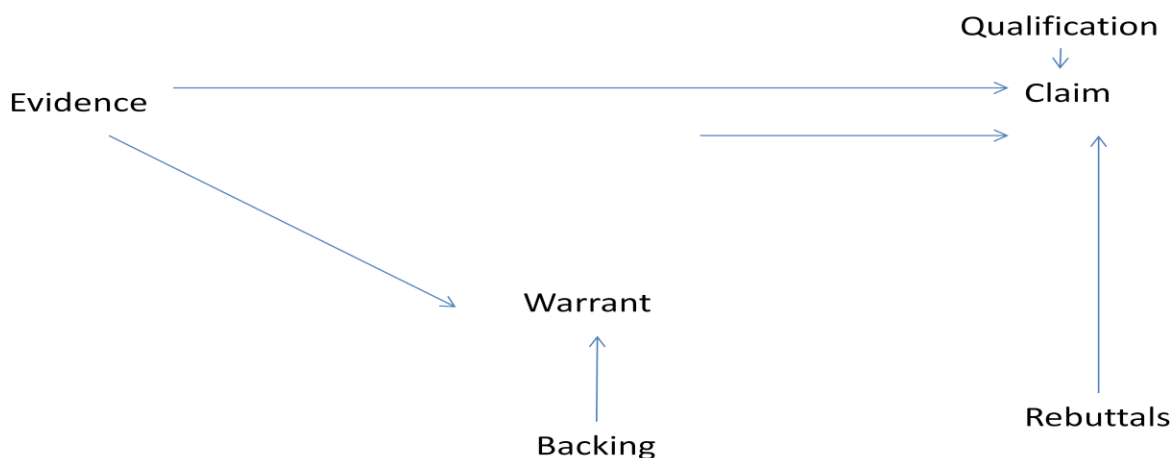 Qualification
Evidence
Claim
Warrant
Backing
Rebuttals